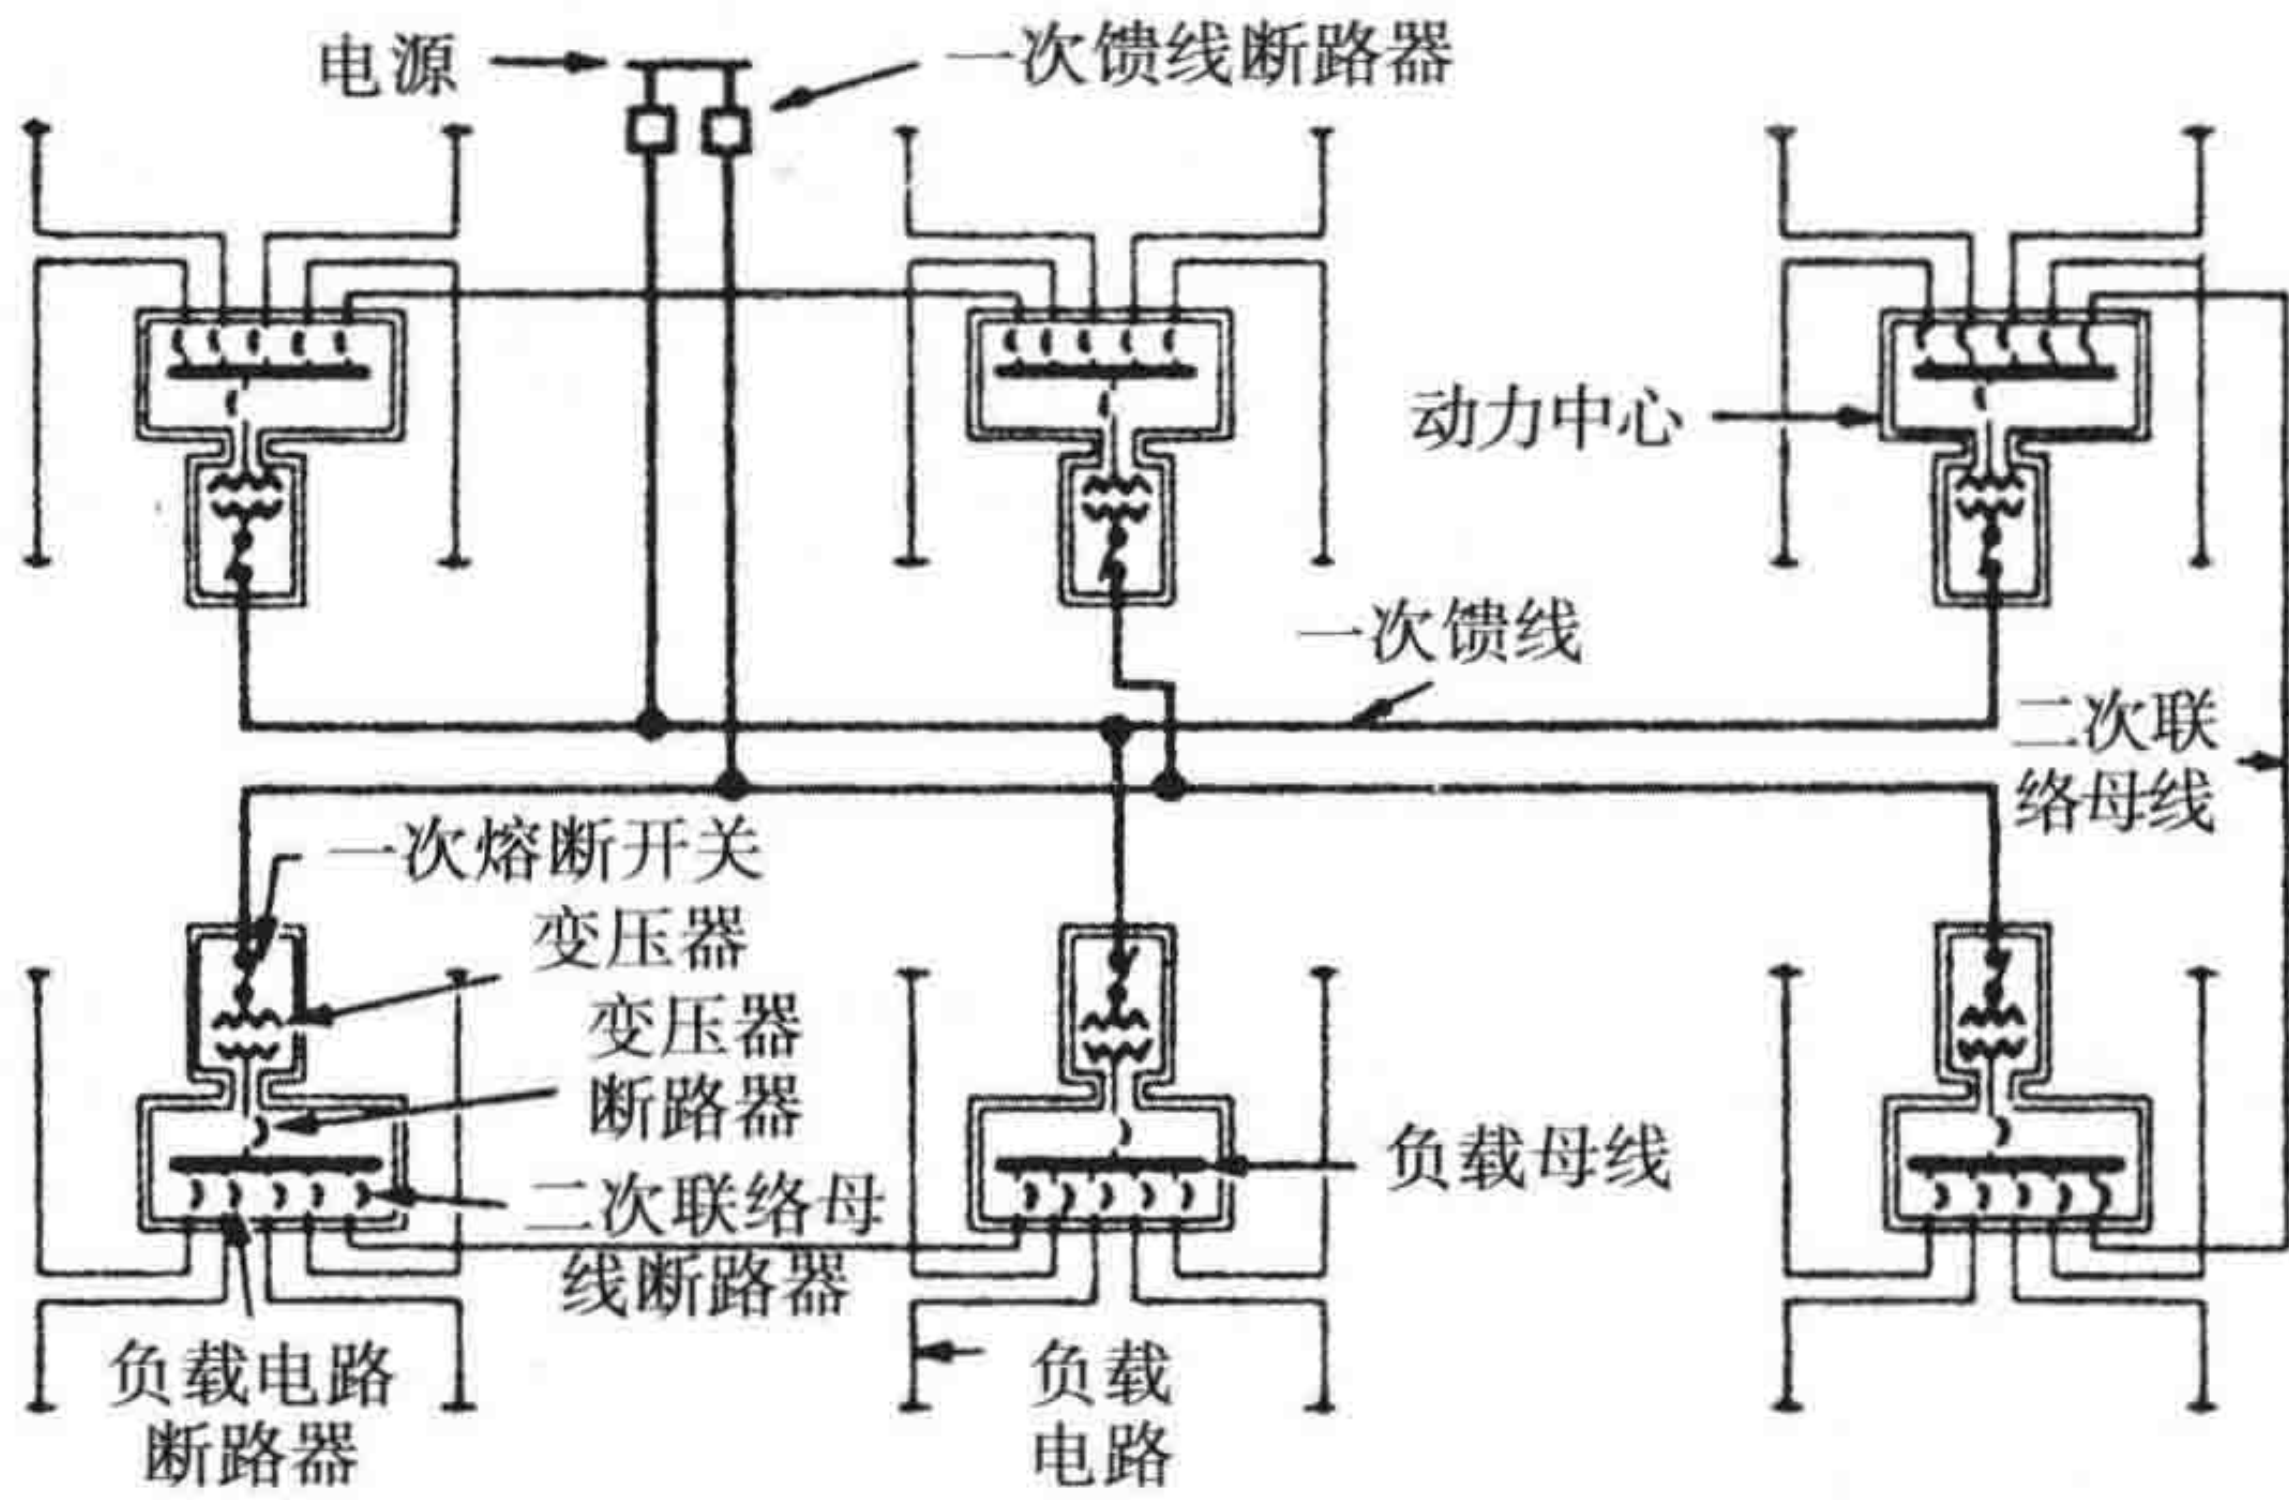 电源
一次馈线断路器
动力中心
一次馈线
二次联
络母线
一次熔断开关
变压器
变压器
断路器
二次联络母
线断路器
负载母线
负载电路
断路器
负载
电路